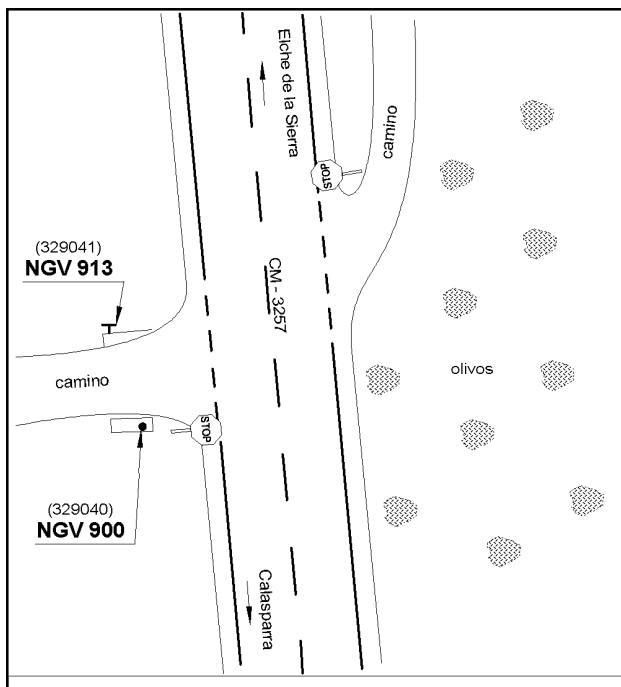 Elche de la Sierra
camino
STOP
(329041)
NGV 913
CM - 3257
camino
olivos
STOP
(329040)
NGV 900
Calasparra